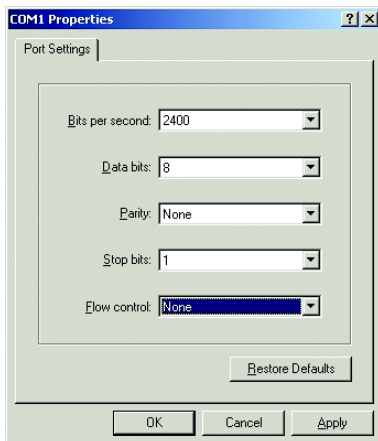 COM1 Properties
Port Settings
Bits per second: 2400
Data bits: 8
Parity: None
Stop bits: 1
Flow control: None
Restore Defaults
OK Cancel Apply